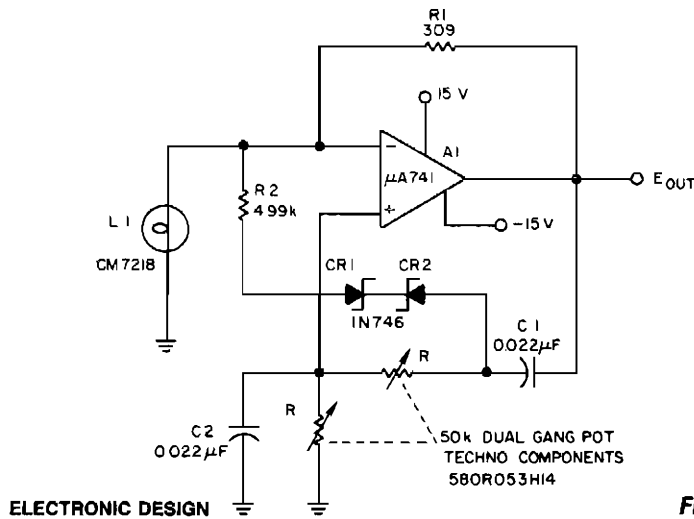 R1
309
15 V
A1
−
μA741
+
E OUT
−15V
R2
499k
L1
CM7218
CR1 CR2
1N746
C1
0.022μF
R
C2
0.022μF
R
50k DUAL GANG POT
TECHNO COMPONENTS
580R053H14
ELECTRONIC DESIGN